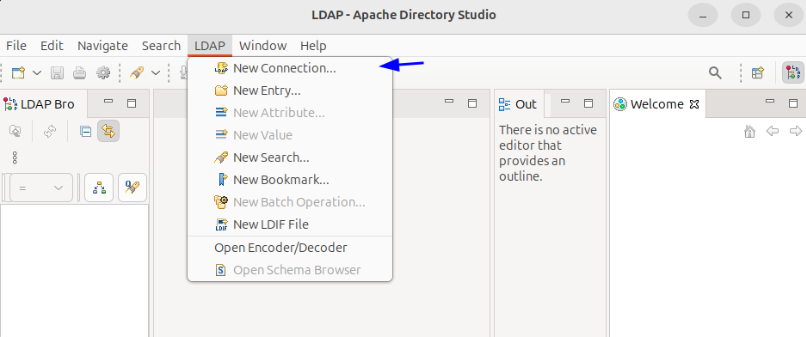 LDAP - Apache Directory Studio
File Edit Navigate Search LDAP Window Help
LDAP Bro
=
New Connection...
New Entry...
New Attribute...
New Value
New Search...
New Bookmark...
New Batch Operation...
New LDIF File
Open Encoder/Decoder
Open Schema Browser
Out
There is no active
editor that
provides an
outline.
Welcome